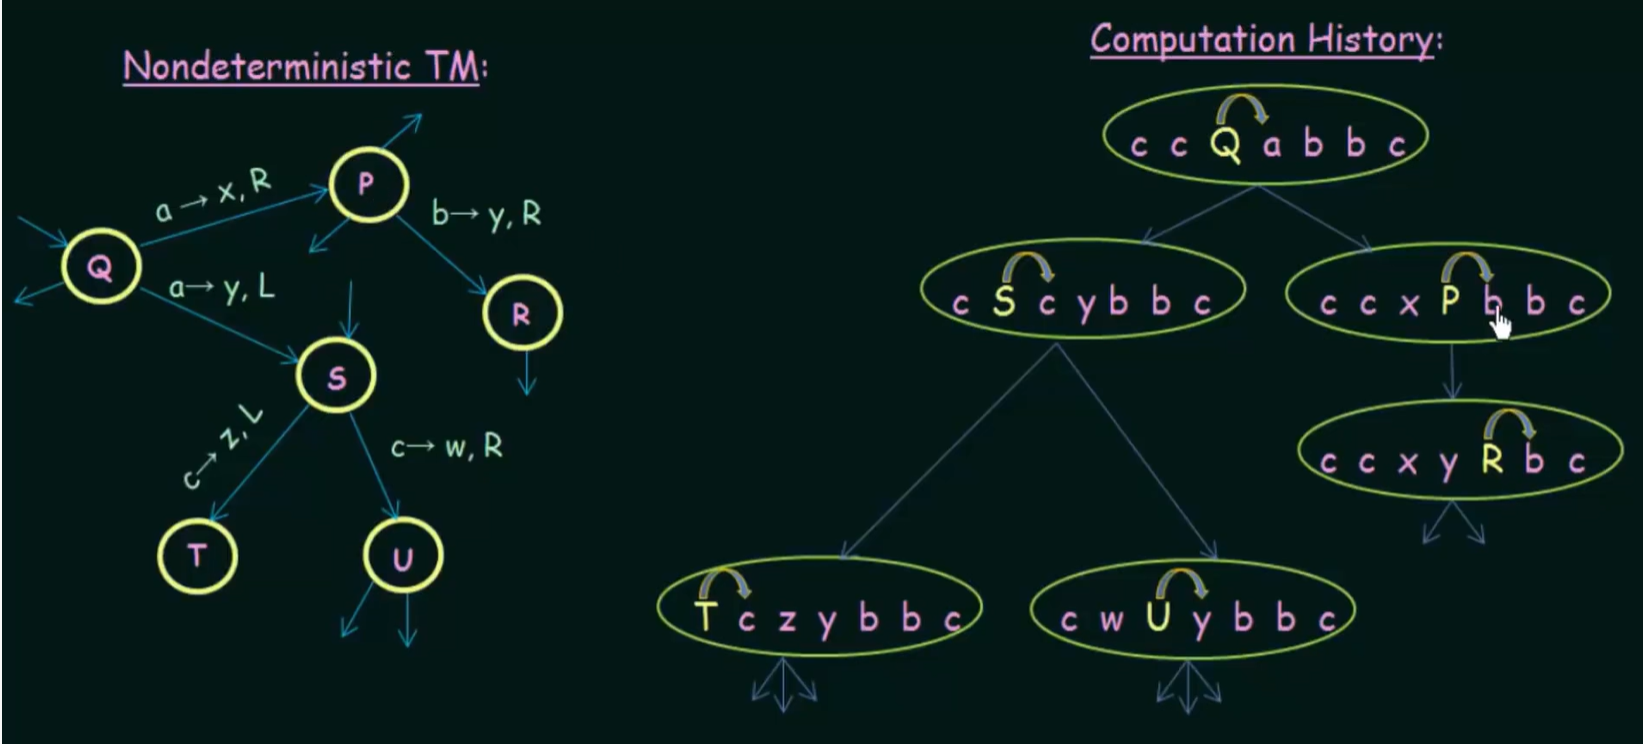 Nondeterministic TM:
a → x, R
P
b → y, R
Q
a → y, L
R
S
c → z, L
c → w, R
T
U
Computation History:
c c Q a b b c
c S c y b b c
c c x P b b c
c c x y R b c
T c z y b b c
c w U y b b c